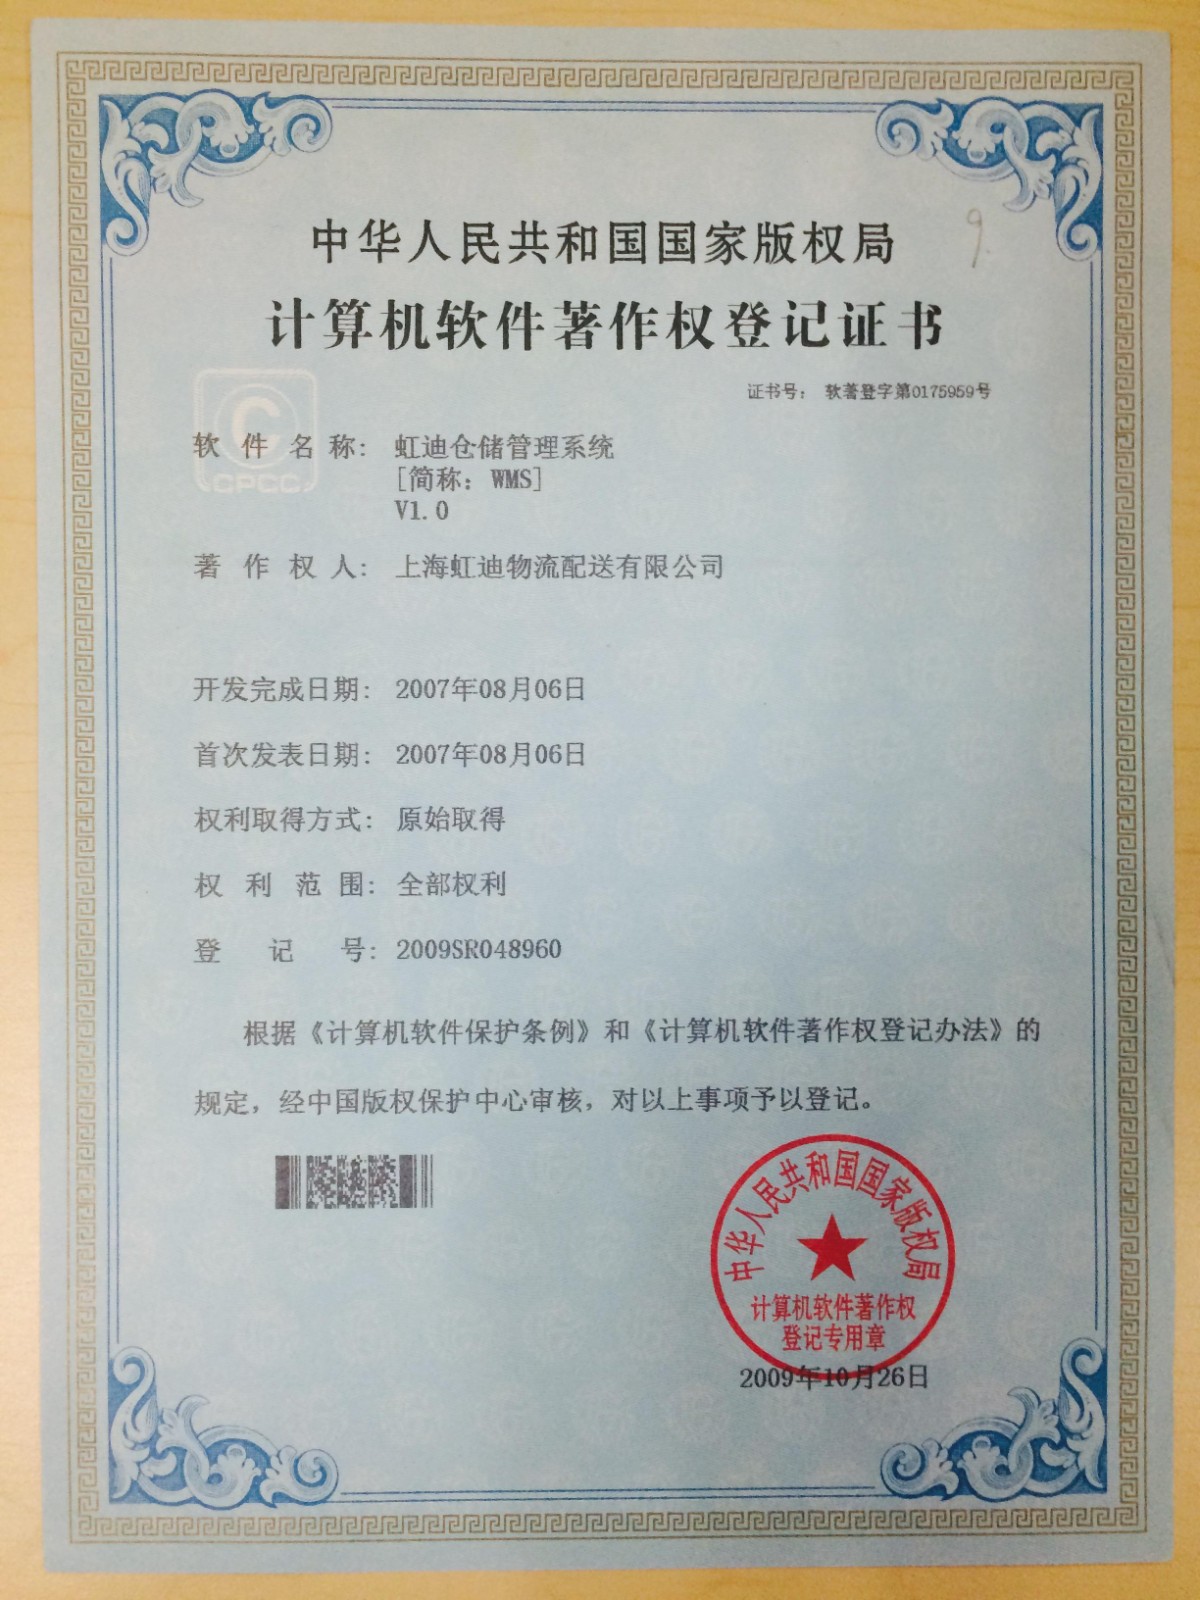 中华人民共和国国家版权局
9.
计算机软件著作权登记证书
证书号： 软著登字第0175959号
CPCC
软件名称： 虹迪仓储管理系统
[简称：WMS]
V1.0
著作权人： 上海虹迪物流配送有限公司
开发完成日期： 2007年08月06日
首次发表日期： 2007年08月06日
权利取得方式： 原始取得
权利范围： 全部权利
登记号： 2009SR048960
根据《计算机软件保护条例》和《计算机软件著作权登记办法》的
规定，经中国版权保护中心审核，对以上事项予以登记。
中华人民共和国国家版权局
计算机软件著作权
登记专用章
2009年10月26日